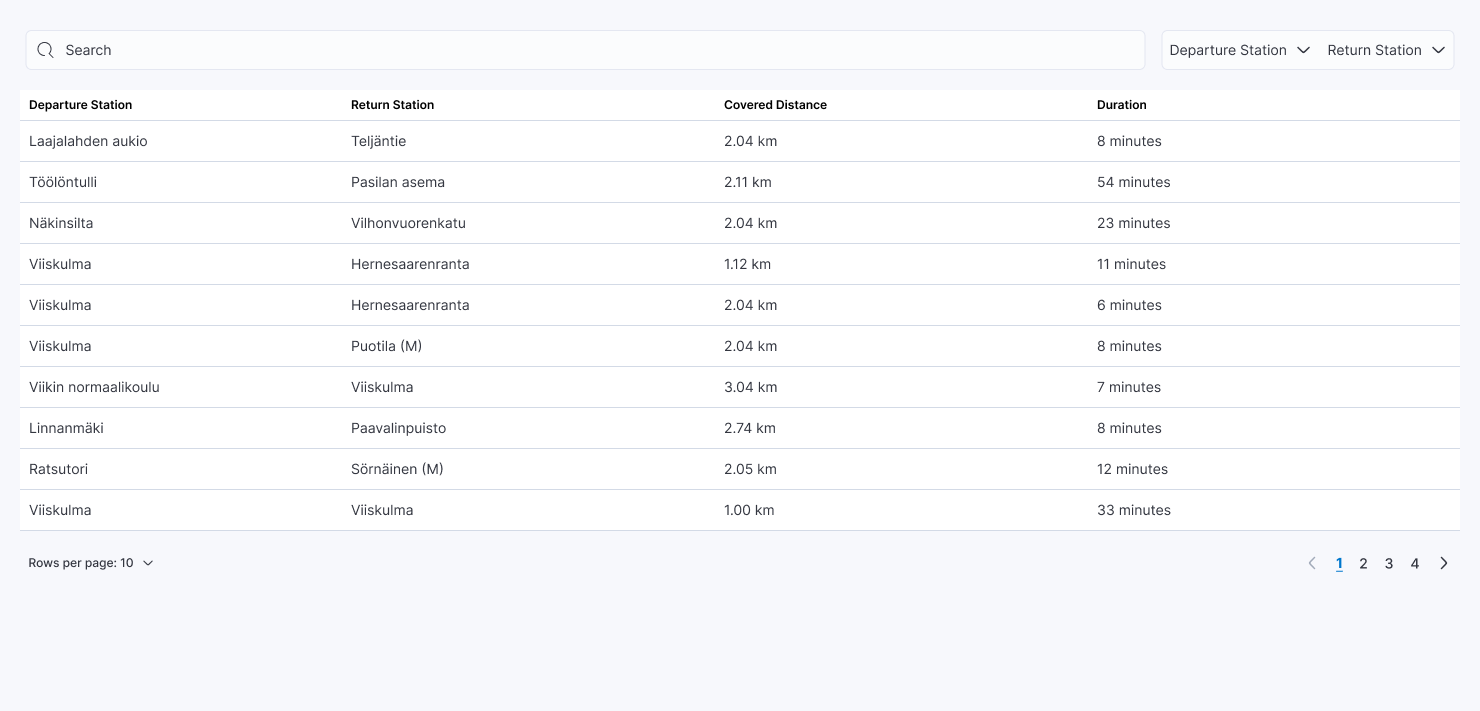 Search
Departure Station Return Station
Departure Station Return Station Covered Distance Duration
Laajalahden aukio Teljäntie 2.04 km 8 minutes
Töölöntulli Pasilan asema 2.11 km 54 minutes
Näkinsilta Vilhonvuorenkatu 2.04 km 23 minutes
Viiskulma Hernesaarenranta 1.12 km 11 minutes
Viiskulma Hernesaarenranta 2.04 km 6 minutes
Viiskulma Puotila (M) 2.04 km 8 minutes
Viikin normaalikoulu Viiskulma 3.04 km 7 minutes
Linnanmäki Paavalinpuisto 2.74 km 8 minutes
Ratsutori Sörnäinen (M) 2.05 km 12 minutes
Viiskulma Viiskulma 1.00 km 33 minutes
Rows per page: 10 1 2 3 4